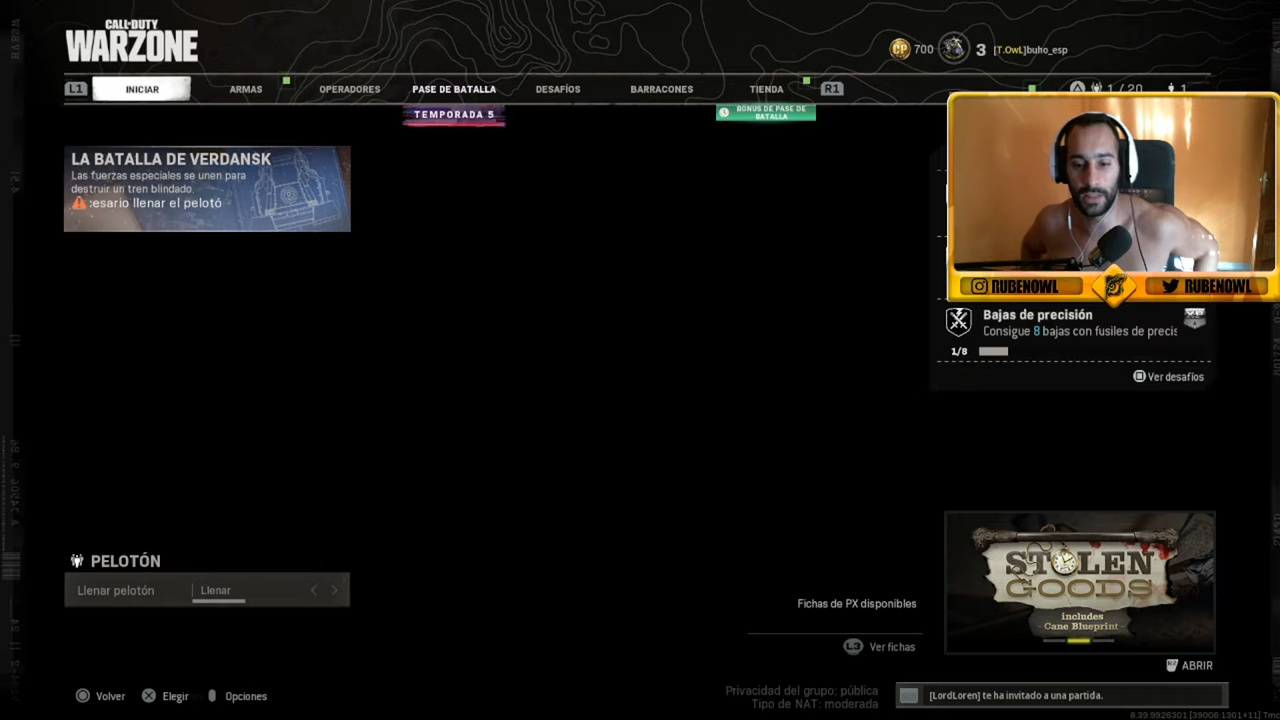 CALL OF DUTY
WARZONE
CP 700
3 [T.OwL]buho_esp
L1 INICIAR ARMAS OPERADORES PASE DE BATALLA DESAFÍOS BARRACONES TIENDA R1
1 / 20 1
TEMPORADA 5
BONUS DE PASE DE
BATALLA
LA BATALLA DE VERDANSK
Las fuerzas especiales se unen para
destruir un tren blindado.
:esario llenar el pelotó
RUBENOWL RUBENOWL
Bajas de precisión
Consigue 8 bajas con fusiles de precis
1/8
Ver desafíos
PELOTÓN
Llenar pelotón Llenar
STOLEN
GOODS
includes
- Cane Blueprint -
Fichas de PX disponibles
L3 Ver fichas
R2 ABRIR
Volver Elegir Opciones
Privacidad del grupo: pública
Tipo de NAT: moderada
[LordLoren] te ha invitado a una partida.